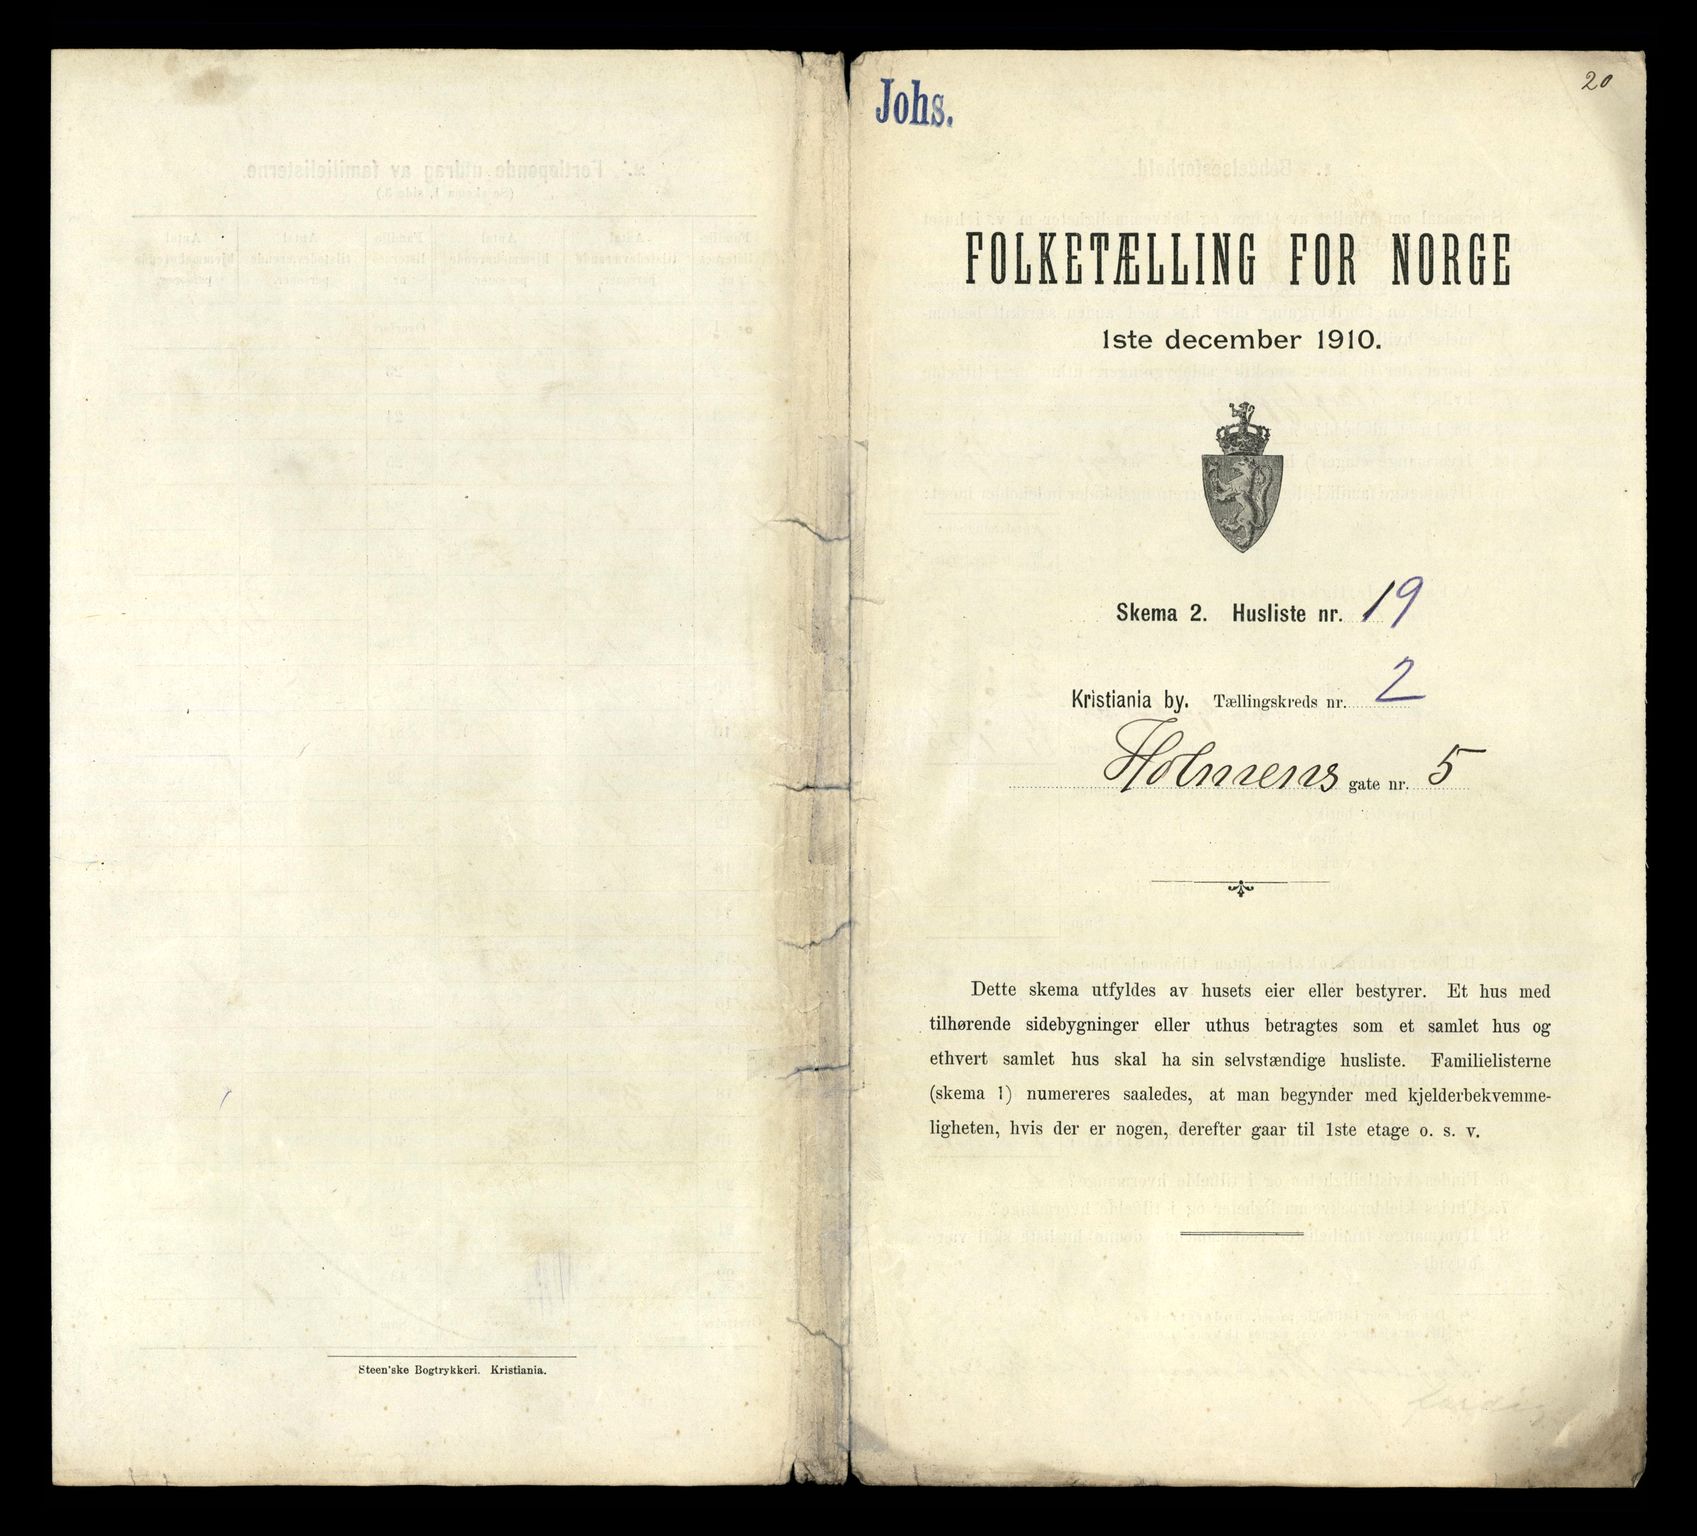 Johs.
20
FOLKETÆLLING FOR NORGE
1ste december 1910.
Skema 2. Husliste nr. 19
Kristiania by. Tællingskreds nr. 2
Holmens gate nr. 5
Dette skema utfyldes av husets eier eller bestyrer. Et hus med
tilhørende sidebygninger eller uthus betragtes som et samlet hus og
ethvert samlet hus skal ha sin selvstændige husliste. Familielisterne
(skema 1) numereres saaledes, at man begynder med kjelderbekvemme-
ligheten, hvis der er nogen, derefter gaar til 1ste etage o. s. v.
Steen'ske Bogtrykkeri. Kristiania.